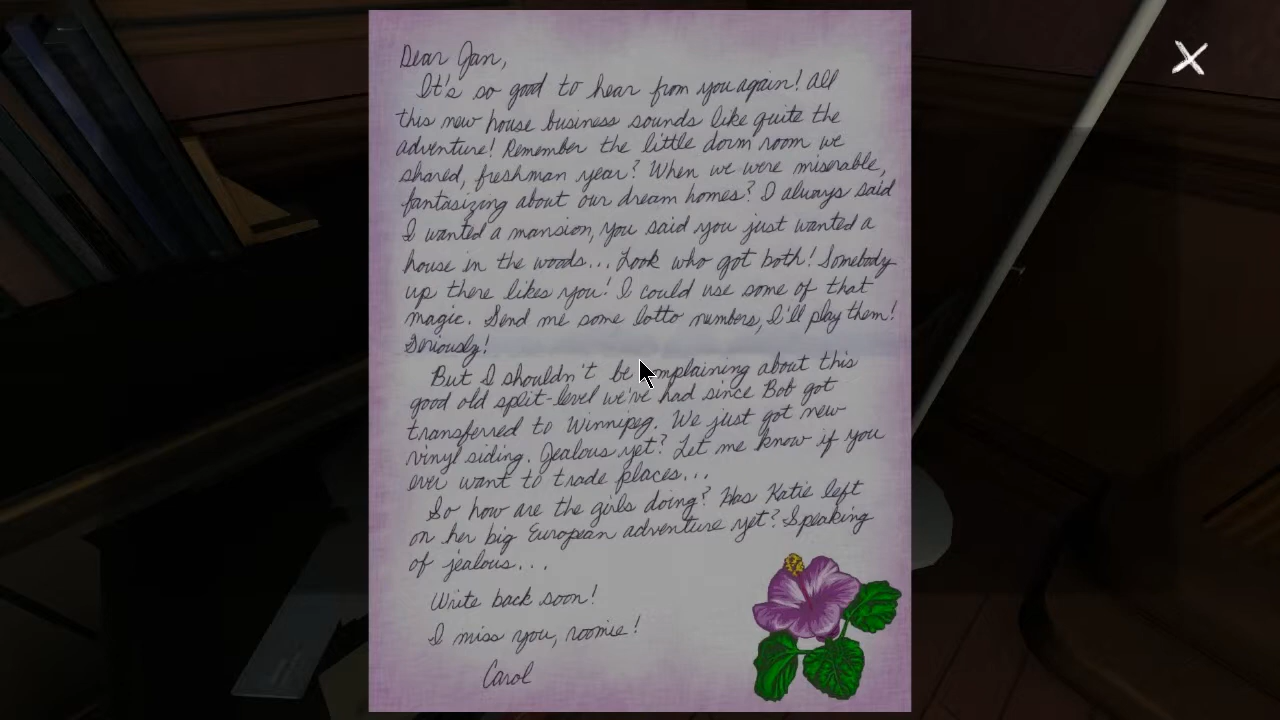 Dear Jan,
It's so good to hear from you again! All
this new house business sounds like quite the
adventure! Remember the little dorm room we
shared, freshman year? When we were miserable,
fantasizing about our dream homes? I always said
I wanted a mansion, you said you just wanted a
house in the woods... Look who got both! Somebody
up there likes you! I could use some of that
magic. Send me some lotto numbers, I'll play them!
Seriously!
But I shouldn't be complaining about this
good old split-level we've had since Bob got
transferred to Winnipeg. We just got new
vinyl siding. Jealous yet? Let me know if you
ever want to trade places...
So how are the girls doing? Has Katie left
on her big European adventure yet? Speaking
of jealous...
Write back soon!
I miss you, roomie!
Carol